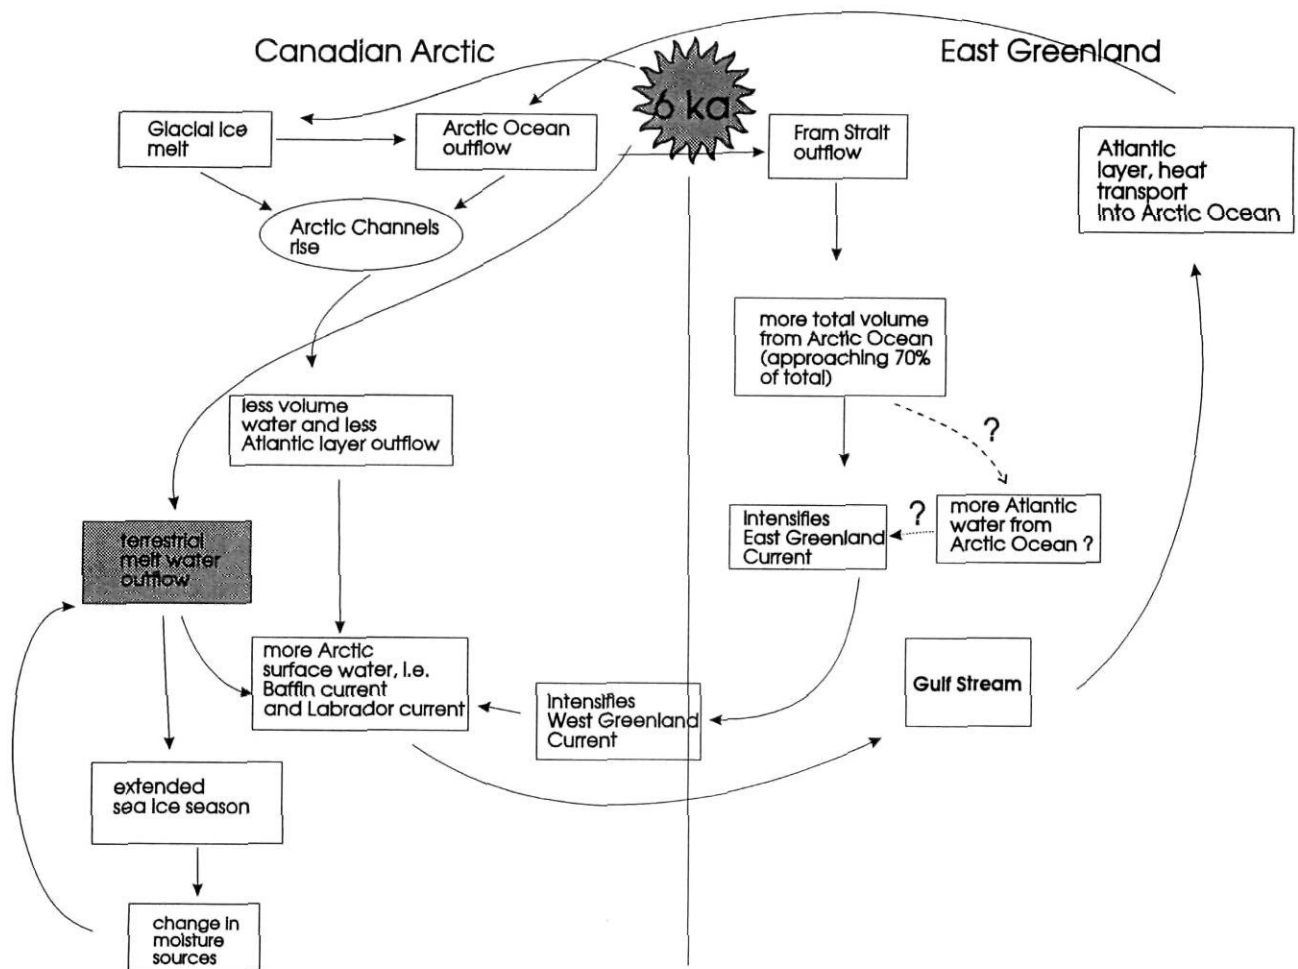 Canadian Arctic
6 ka
East Greenland
Glacial ice
melt
Arctic Ocean
outflow
Fram Strait
outflow
Atlantic
layer, heat
transport
into Arctic Ocean
Arctic Channels
rise
more total volume
from Arctic Ocean
(approaching 70%
of total)
less volume
water and less
Atlantic layer outflow
?
terrestrial
melt water
outflow
Intensifies
East Greenland
Current
?
more Atlantic
water from
Arctic Ocean ?
more Arctic
surface water, i.e.
Baffin current
and Labrador current
Intensifies
West Greenland
Current
Gulf Stream
extended
sea ice season
change in
moisture
sources